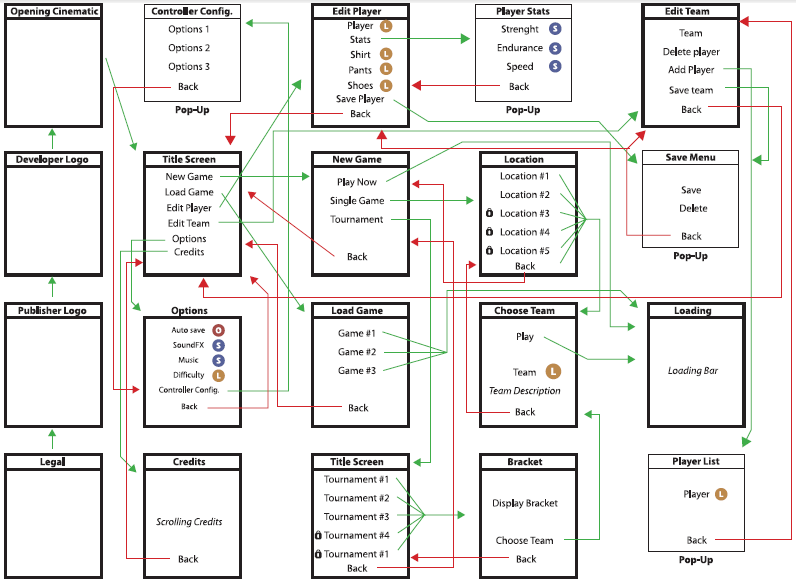 Opening Cinematic
Controller Config.
Options 1
Options 2
Options 3
Back
Pop-Up
Edit Player
Player L
Stats
Shirt L
Pants L
Shoes L
Save Player
Back
Player Stats
Strenght S
Endurance S
Speed S
Back
Pop-Up
Edit Team
Team
Delete player
Add Player
Save team
Back
Developer Logo
Title Screen
New Game
Load Game
Edit Player
Edit Team
Options
Credits
New Game
Play Now
Single Game
Tournament
Back
Location
Location #1
Location #2
Location #3
Location #4
Location #5
Back
Save Menu
Save
Delete
Back
Pop-Up
Publisher Logo
Options
Auto save O
SoundFX S
Music S
Difficulty L
Controller Config.
Back
Load Game
Game #1
Game #2
Game #3
Back
Choose Team
Play
Team L
Team Description
Back
Loading
Loading Bar
Legal
Credits
Scrolling Credits
Back
Title Screen
Tournament #1
Tournament #2
Tournament #3
Tournament #4
Tournament #1
Back
Bracket
Display Bracket
Choose Team
Back
Player List
Player L
Back
Pop-Up